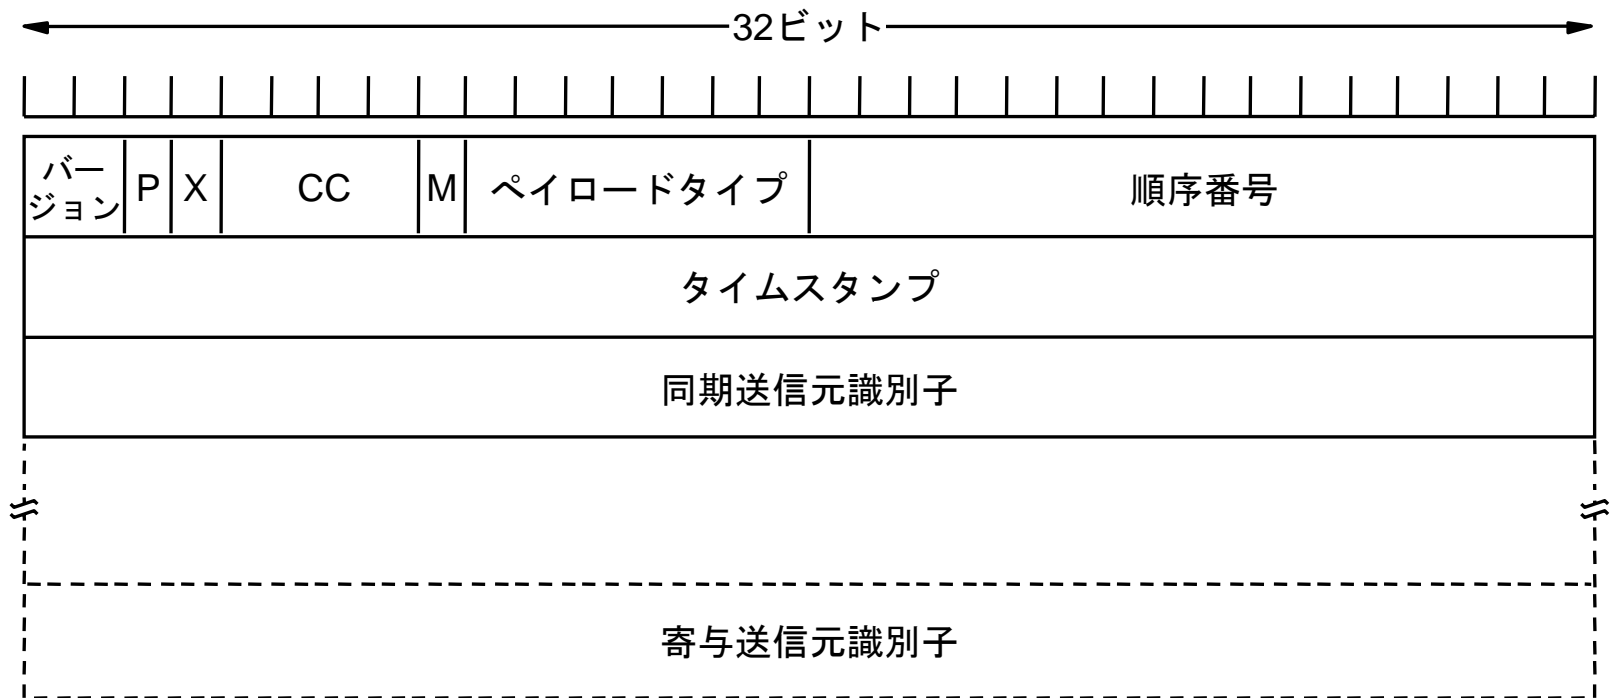 32ビット
バー
ジョン
P
X
CC
M
ペイロードタイプ
順序番号
タイムスタンプ
同期送信元識別子
寄与送信元識別子